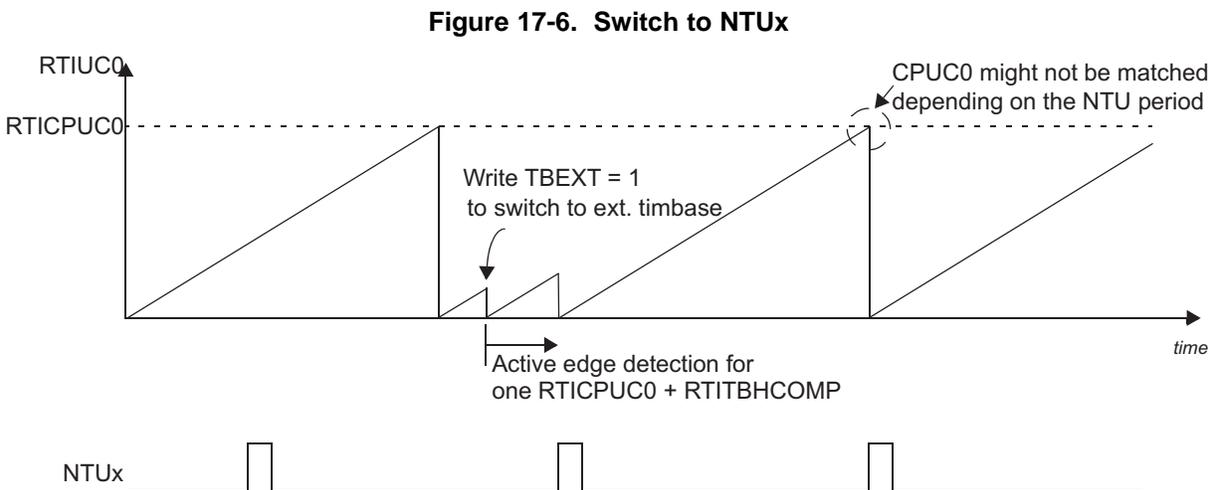 Figure 17-6. Switch to NTUx
RTIUC0
CPUC0 might not be matched
depending on the NTU period
RTICPUC0
Write TBEXT = 1
to switch to ext. timbase
time
Active edge detection for
one RTICPUC0 + RTITBHCOMP
NTUx